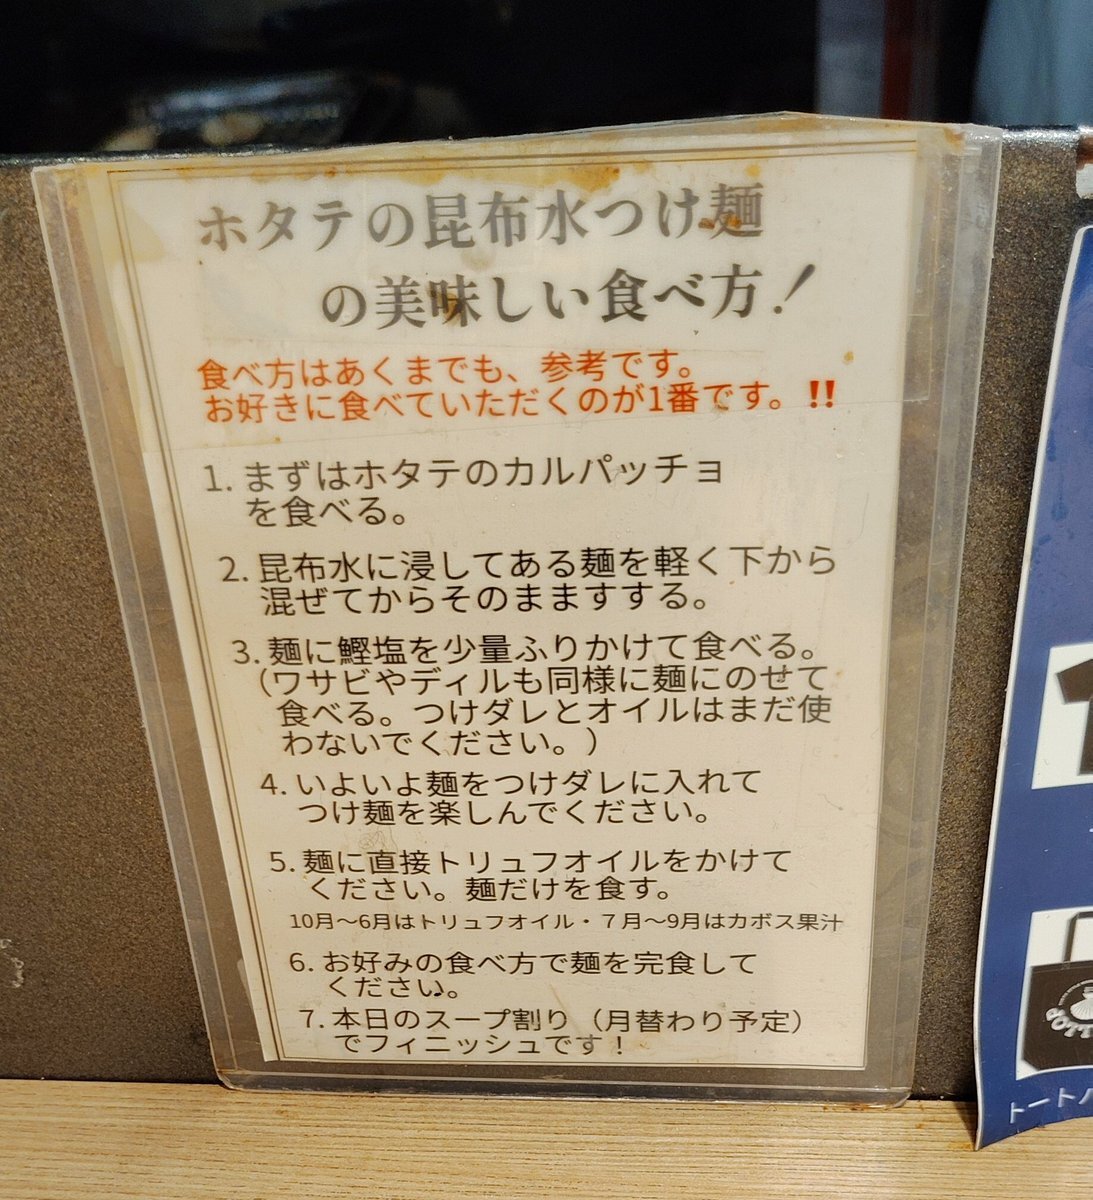 ホタテの昆布水つけ麺
の美味しい食べ方！
食べ方はあくまでも、参考です。
お好きに食べていただくのが1番です。‼
1. まずはホタテのカルパッチョ
を食べる。
2. 昆布水に浸してある麺を軽く下から
混ぜてからそのまますする。
3. 麺に鰹塩を少量ふりかけて食べる。
（ワサビやディルも同様に麺にのせて
食べる。つけダレとオイルはまだ使
わないでください。）
4. いよいよ麺をつけダレに入れて
つけ麺を楽しんでください。
5. 麺に直接トリュフオイルをかけて
ください。麺だけを食す。
10月～6月はトリュフオイル・７月～9月はカボス果汁
6. お好みの食べ方で麺を完食して
ください。
7. 本日のスープ割り（月替わり予定）
でフィニッシュです！
トート